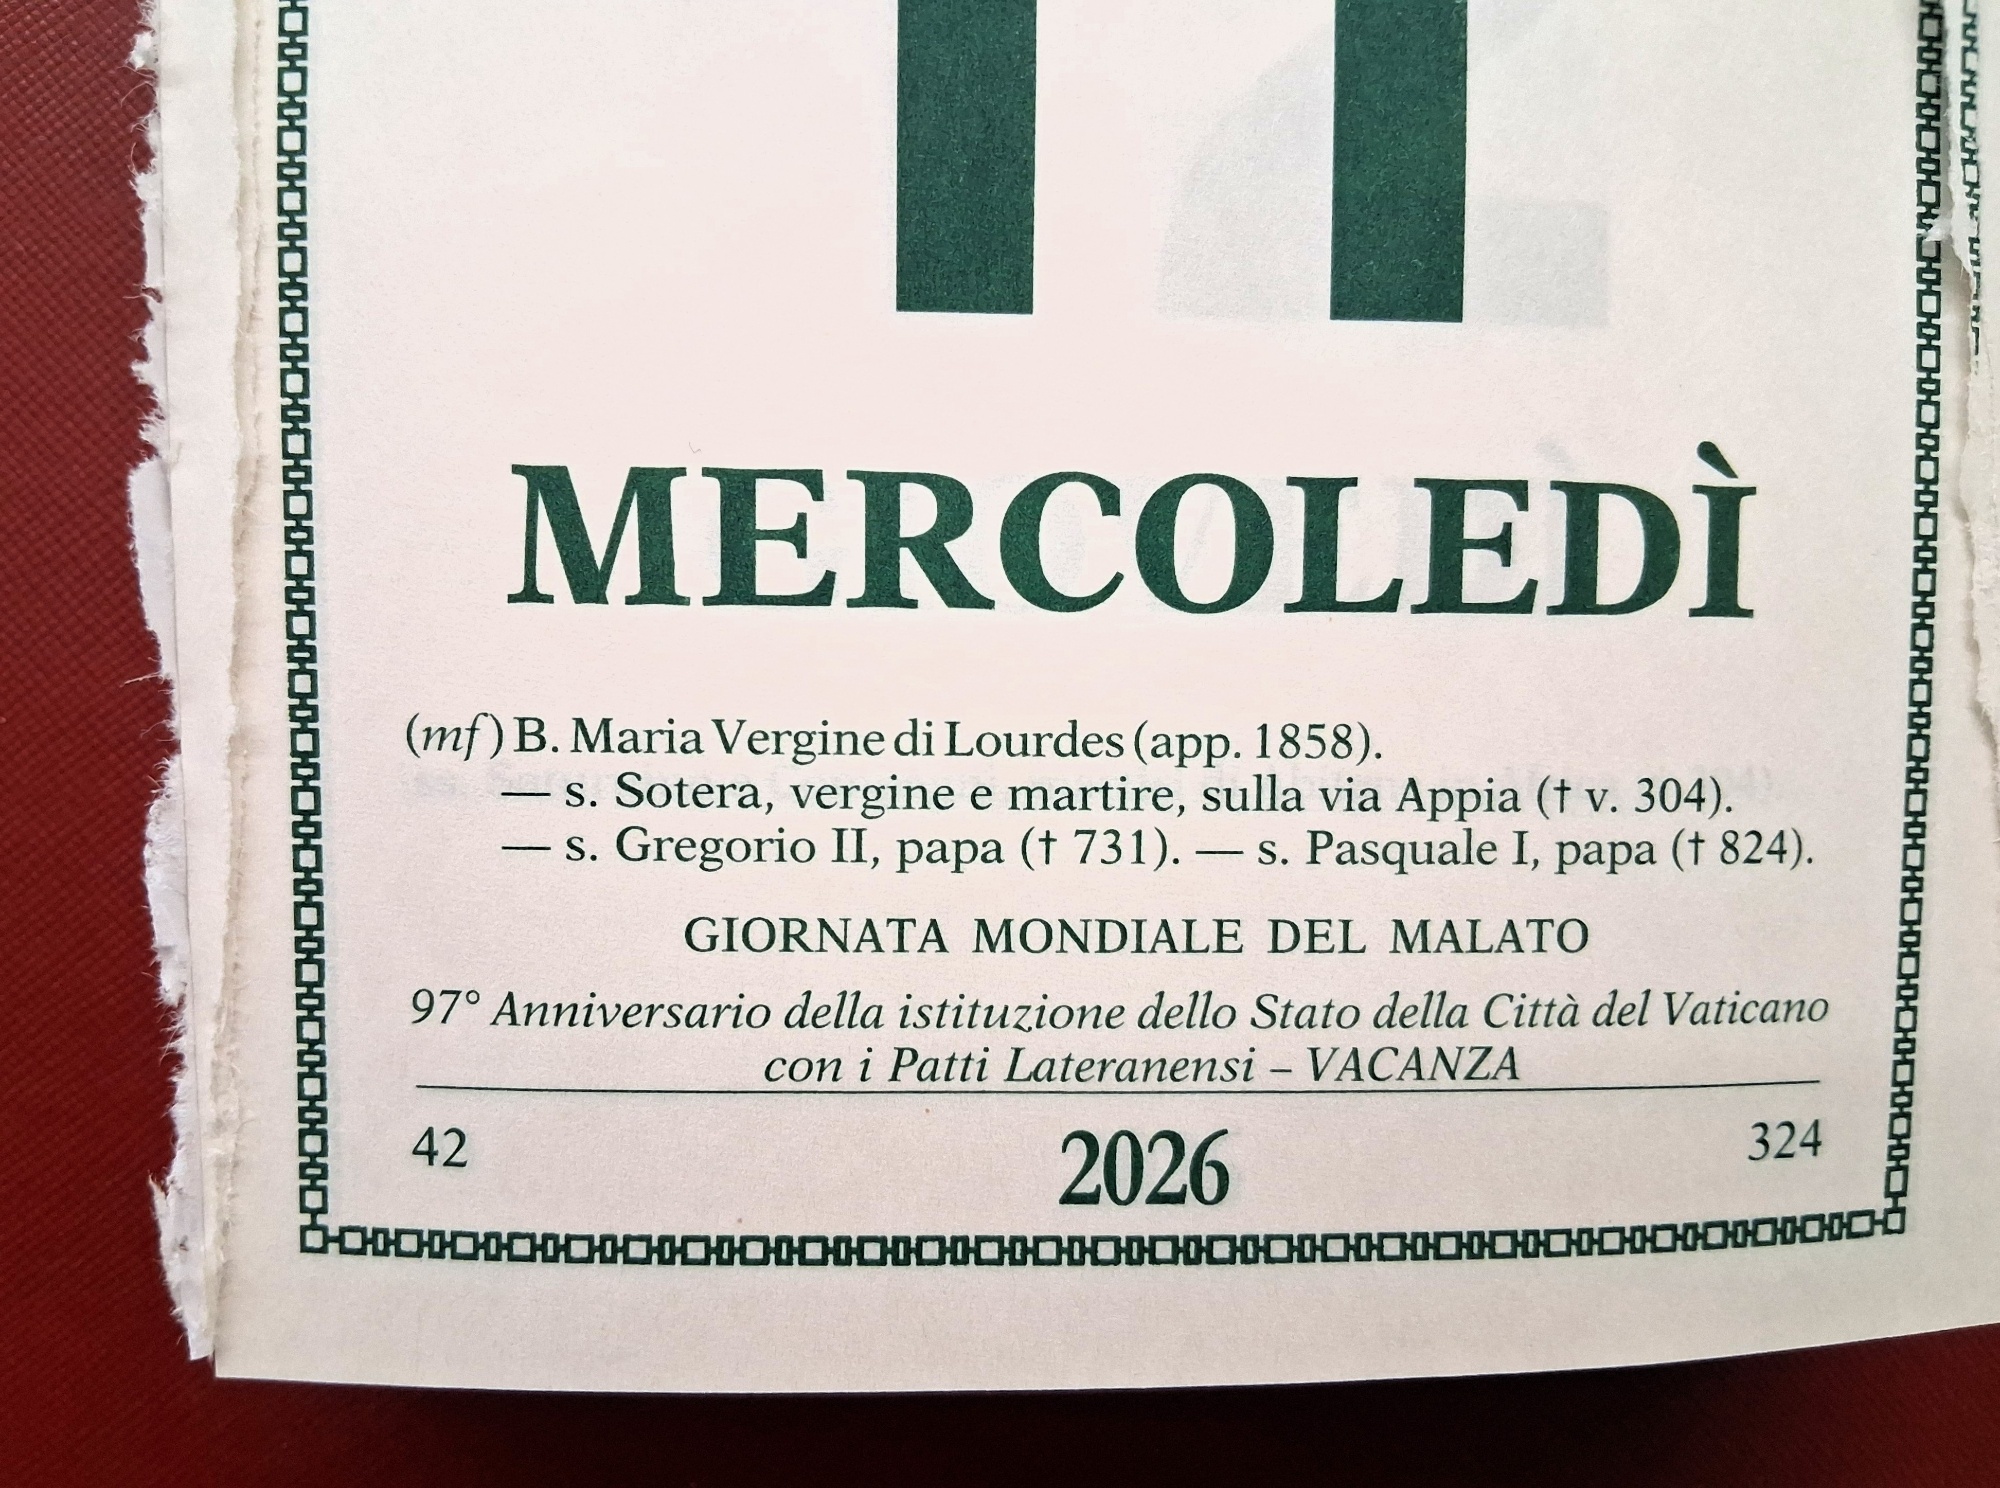 11
MERCOLEDÌ
(mf) B. Maria Vergine di Lourdes (app. 1858).
— s. Sotera, vergine e martire, sulla via Appia († v. 304).
— s. Gregorio II, papa († 731). — s. Pasquale I, papa († 824).
GIORNATA MONDIALE DEL MALATO
97° Anniversario della istituzione dello Stato della Città del Vaticano
con i Patti Lateranensi – VACANZA
42 2026 324